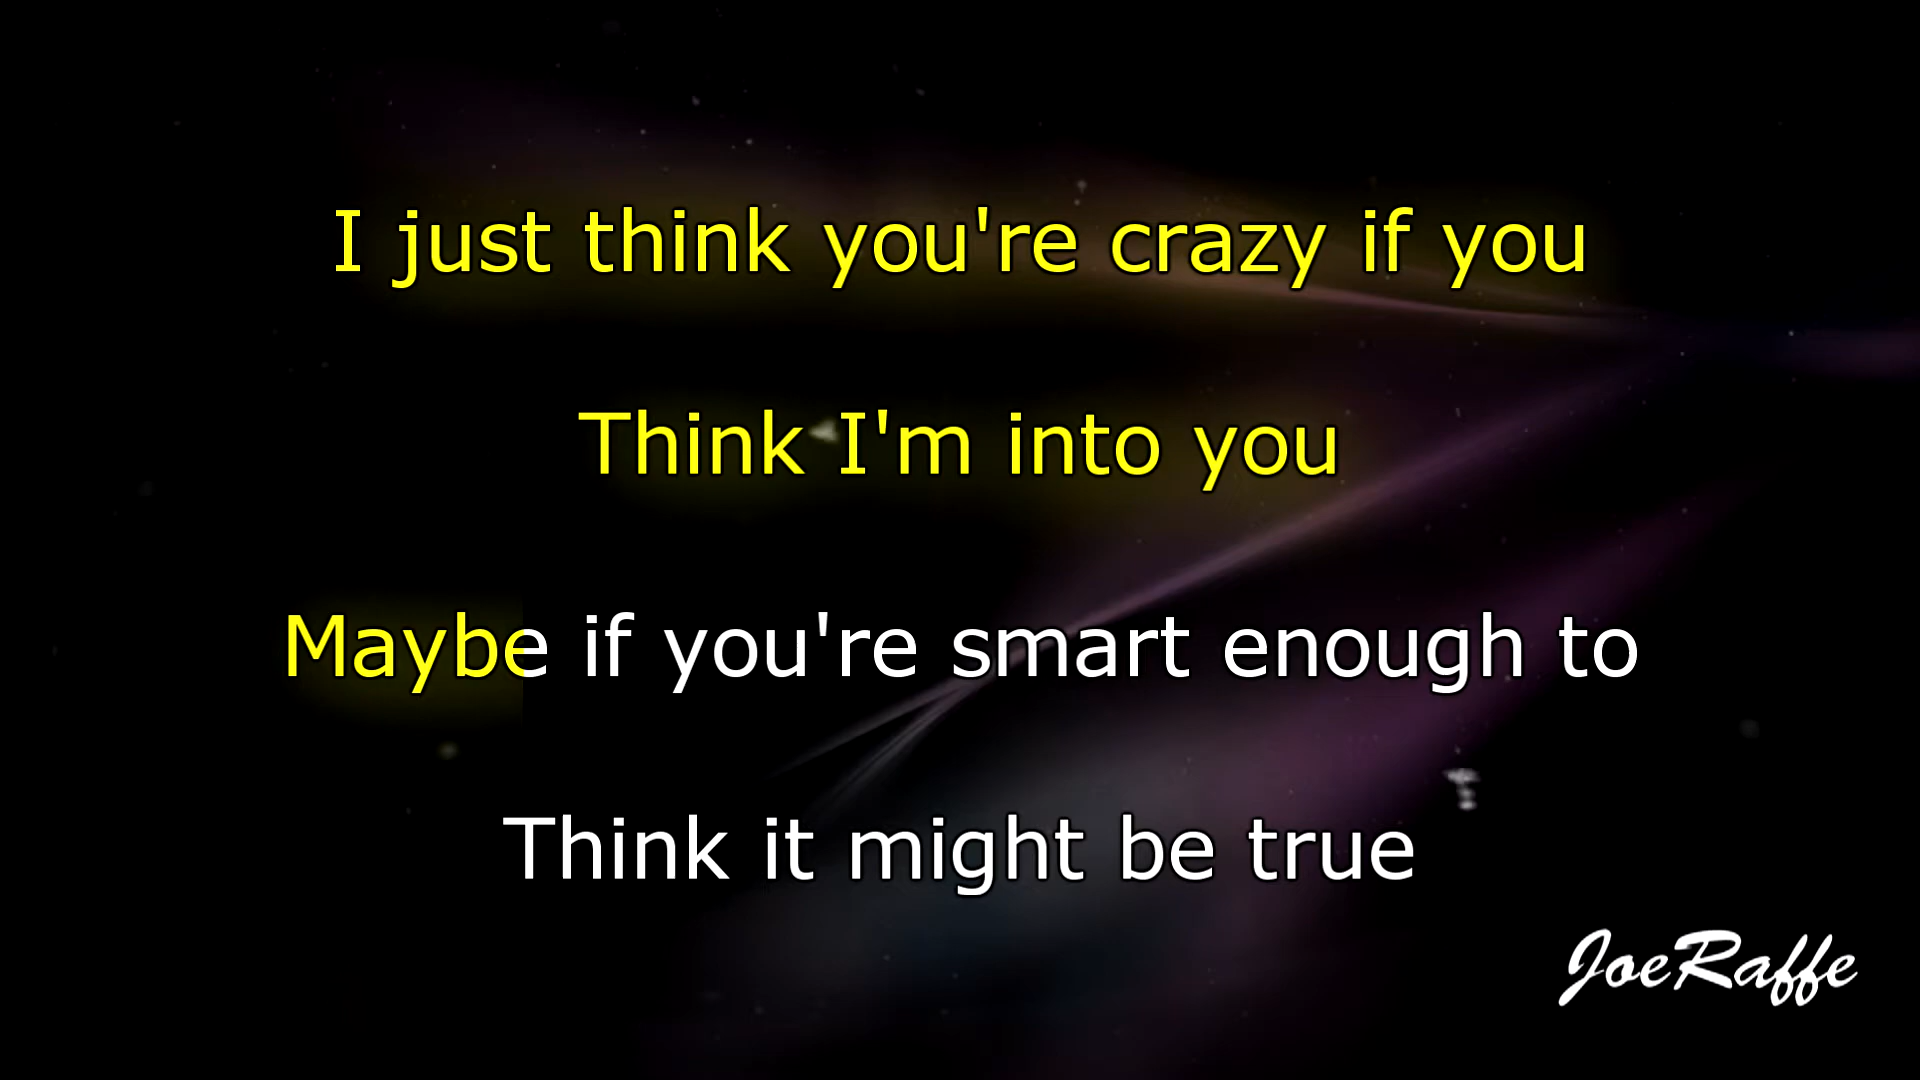 I just think you're crazy if you
Think I'm into you
Maybe if you're smart enough to
Think it might be true
JoeRaffe